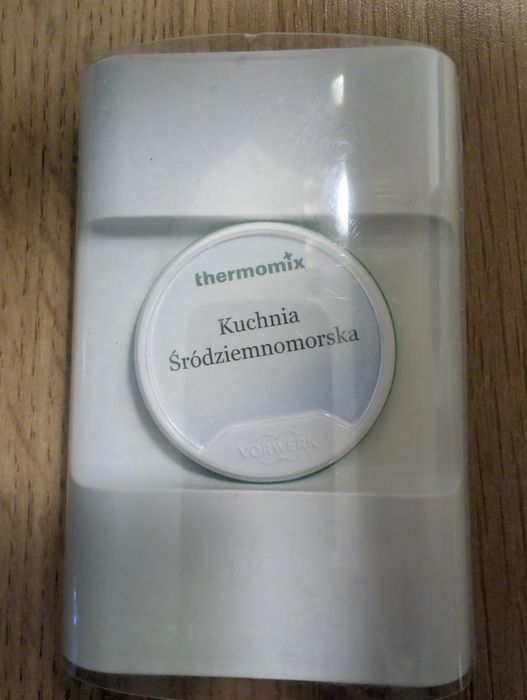 thermomix
Kuchnia
Śródziemnomorska
VORWERK